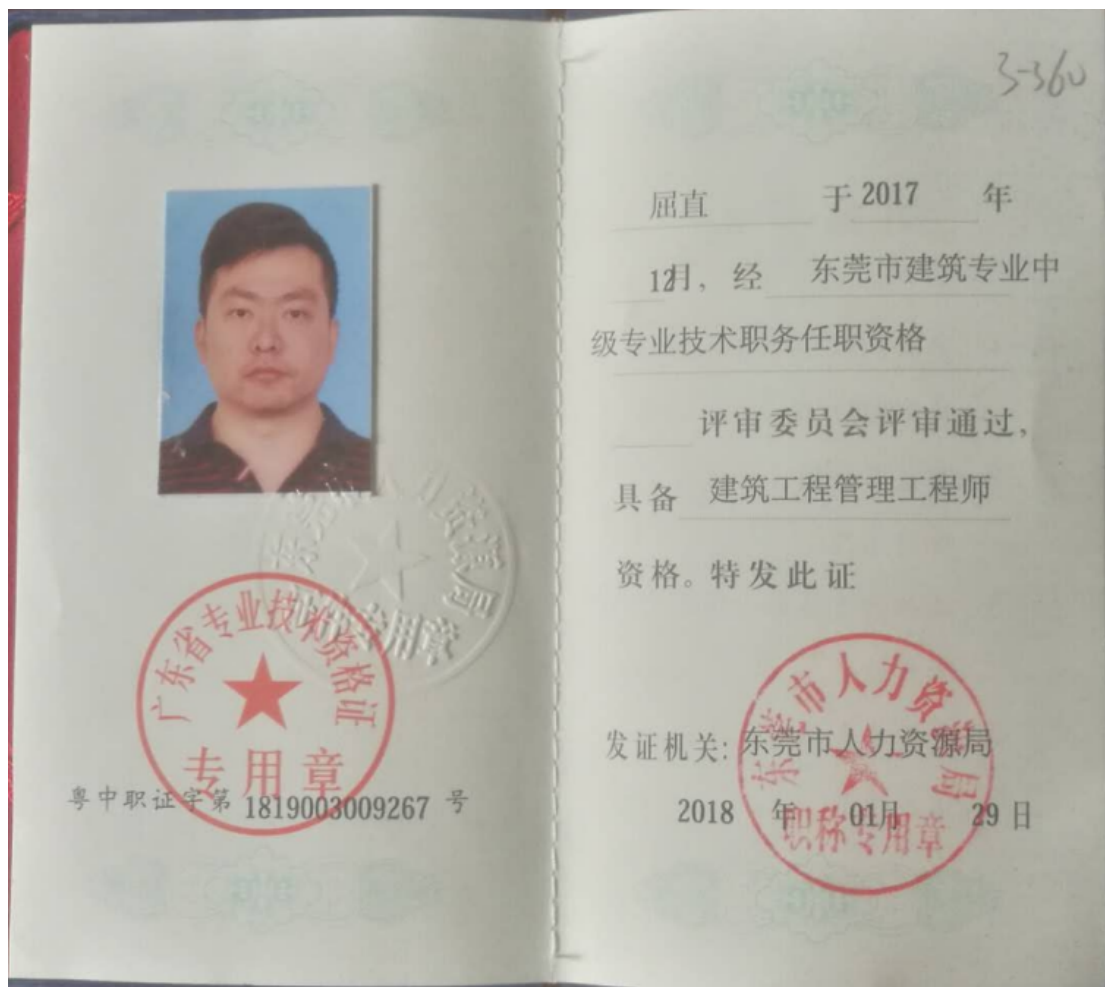 广东省专业技术资格证
专用章
粤中职证字第 1819003009267 号
3-360
屈直 于 2017 年
12月，经 东莞市建筑专业中
级专业技术职务任职资格
评审委员会评审通过，
具备 建筑工程管理工程师
资格。特发此证
发证机关: 东莞市人力资源局
2018 年 01月 29 日
东莞市人力资源局
职称专用章